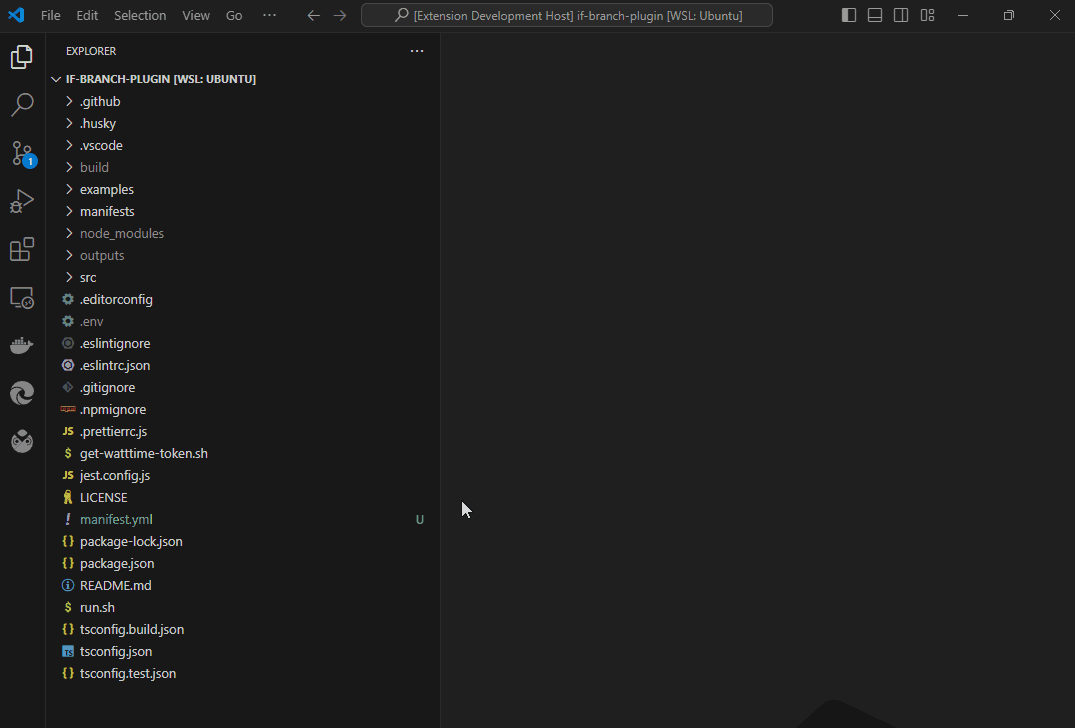 File Edit Selection View Go ··· [Extension Development Host] if-branch-plugin [WSL: Ubuntu]
EXPLORER ···
IF-BRANCH-PLUGIN [WSL: UBUNTU]
.github
.husky
.vscode
1
build
examples
manifests
node_modules
outputs
src
.editorconfig
.env
.eslintignore
.eslintrc.json
.gitignore
.npmignore
JS .prettierrc.js
$ get-watttime-token.sh
JS jest.config.js
LICENSE
! manifest.yml U
{} package-lock.json
{} package.json
README.md
$ run.sh
{} tsconfig.build.json
TS tsconfig.json
{} tsconfig.test.json